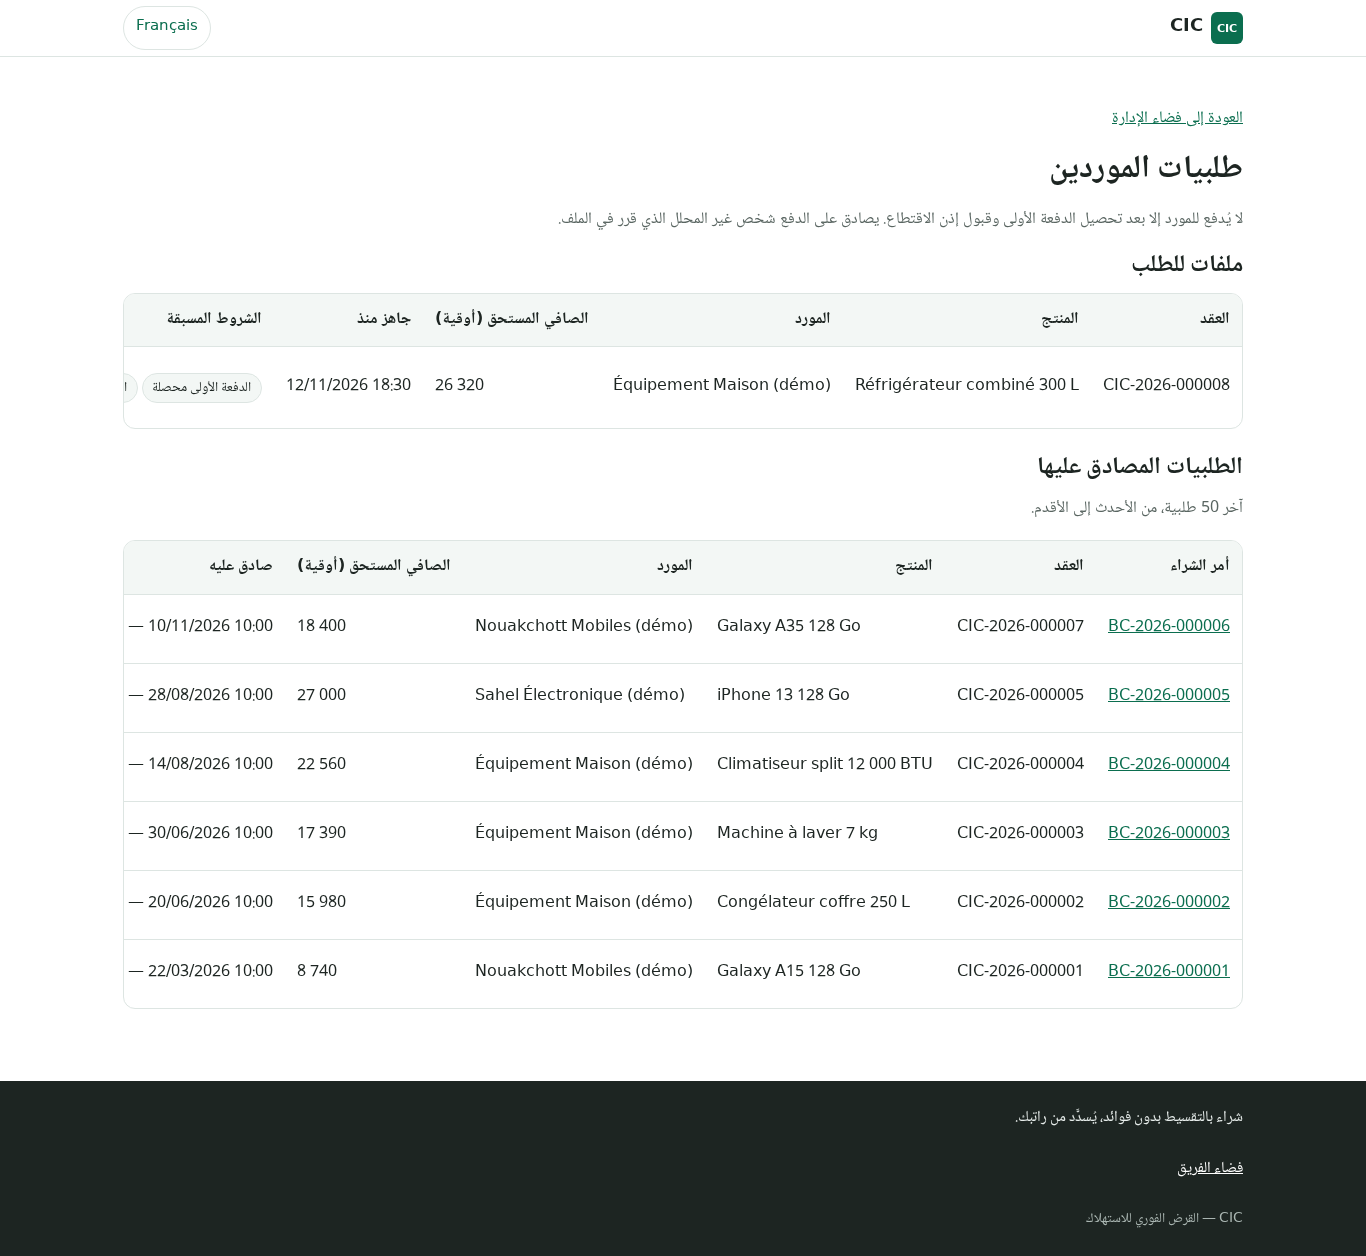 CIC CIC
Français
العودة إلى فضاء الإدارة
طلبيات الموردين
لا يُدفع للمورد إلا بعد تحصيل الدفعة الأولى وقبول إذن الاقتطاع. يصادق على الدفع شخص غير المحلل الذي قرر في الملف.
ملفات للطلب
العقد المنتج المورد الصافي المستحق (أوقية) جاهز منذ الشروط المسبقة
CIC-2026-000008 Réfrigérateur combiné 300 L Équipement Maison (démo) 26 320 12/11/2026 18:30 الدفعة الأولى محصلة
الطلبيات المصادق عليها
آخر 50 طلبية، من الأحدث إلى الأقدم.
أمر الشراء العقد المنتج المورد الصافي المستحق (أوقية) صادق عليه
BC-2026-000006 CIC-2026-000007 Galaxy A35 128 Go Nouakchott Mobiles (démo) 18 400 10/11/2026 10:00 —
BC-2026-000005 CIC-2026-000005 iPhone 13 128 Go Sahel Électronique (démo) 27 000 28/08/2026 10:00 —
BC-2026-000004 CIC-2026-000004 Climatiseur split 12 000 BTU Équipement Maison (démo) 22 560 14/08/2026 10:00 —
BC-2026-000003 CIC-2026-000003 Machine à laver 7 kg Équipement Maison (démo) 17 390 30/06/2026 10:00 —
BC-2026-000002 CIC-2026-000002 Congélateur coffre 250 L Équipement Maison (démo) 15 980 20/06/2026 10:00 —
BC-2026-000001 CIC-2026-000001 Galaxy A15 128 Go Nouakchott Mobiles (démo) 8 740 22/03/2026 10:00 —
شراء بالتقسيط بدون فوائد، يُسدَّد من راتبك.
فضاء الفريق
CIC — القرض الفوري للاستهلاك